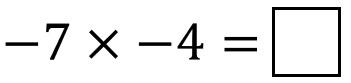 −7 × −4 =